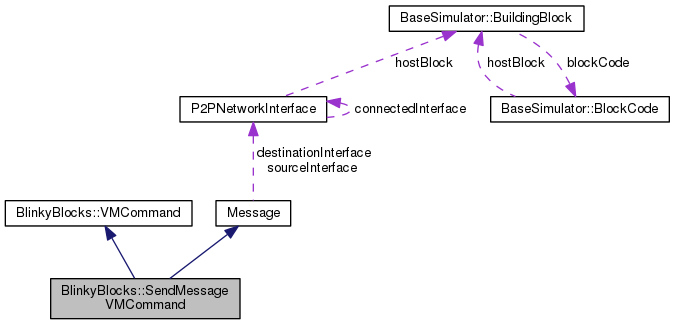 BaseSimulator::BuildingBlock
hostBlock
hostBlock
blockCode
P2PNetworkInterface
connectedInterface
BaseSimulator::BlockCode
destinationInterface
sourceInterface
BlinkyBlocks::VMCommand
Message
BlinkyBlocks::SendMessage
VMCommand